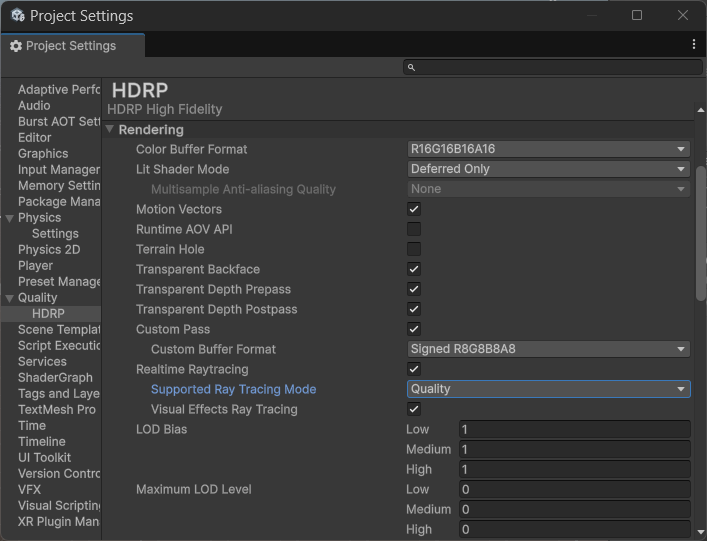 Project Settings
Project Settings
Adaptive Perfo
Audio
Burst AOT Sett
Editor
Graphics
Input Manager
Memory Settin
Package Mana
Physics
Settings
Physics 2D
Player
Preset Manage
Quality
HDRP
Scene Templat
Script Executio
Services
ShaderGraph
Tags and Laye
TextMesh Pro
Time
Timeline
UI Toolkit
Version Contro
VFX
Visual Scripting
XR Plugin Man
HDRP
HDRP High Fidelity
Rendering
Color Buffer Format R16G16B16A16
Lit Shader Mode Deferred Only
Multisample Anti-aliasing Quality None
Motion Vectors
Runtime AOV API
Terrain Hole
Transparent Backface
Transparent Depth Prepass
Transparent Depth Postpass
Custom Pass
Custom Buffer Format Signed R8G8B8A8
Realtime Raytracing
Supported Ray Tracing Mode Quality
Visual Effects Ray Tracing
LOD Bias Low 1
Medium 1
High 1
Maximum LOD Level Low 0
Medium 0
High 0